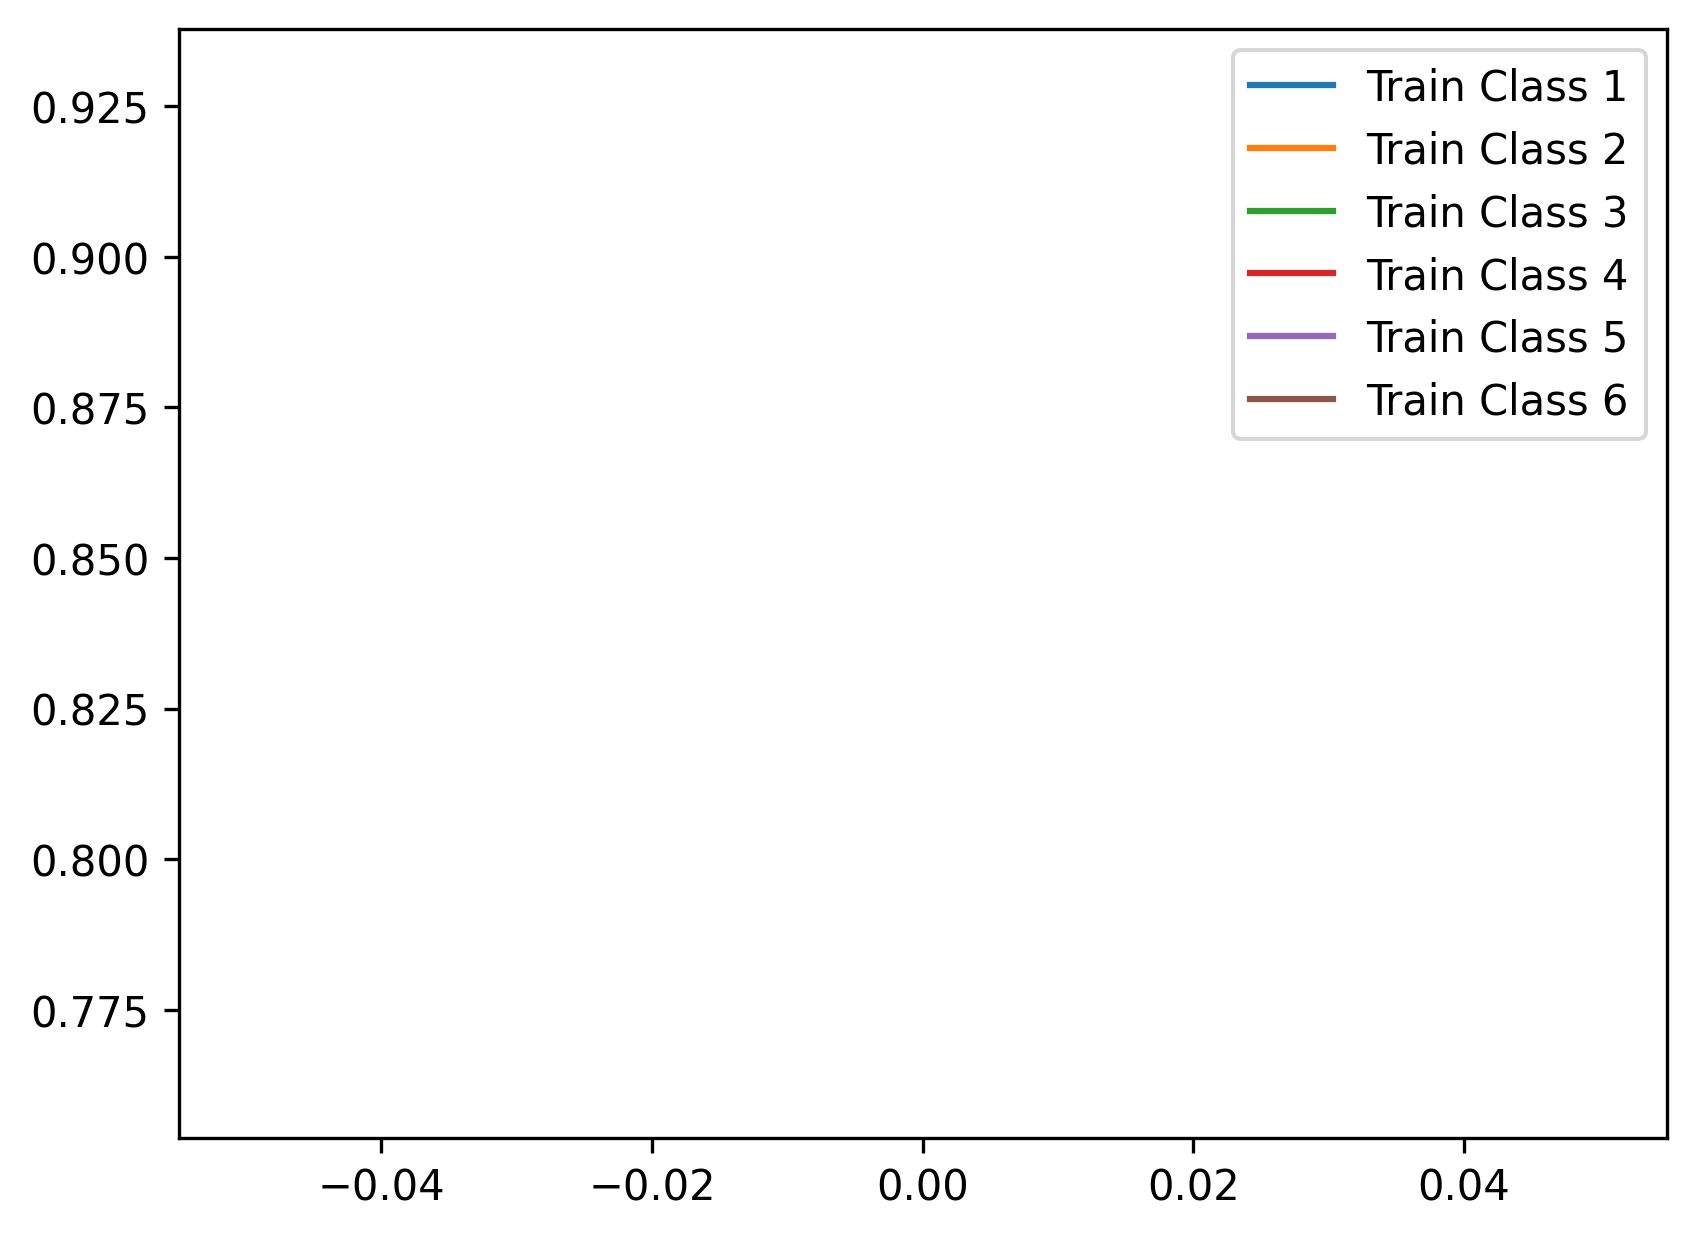 Train Class 1
Train Class 2
Train Class 3
Train Class 4
Train Class 5
Train Class 6
0.925
0.900
0.875
0.850
0.825
0.800
0.775
−0.04
−0.02
0.00
0.02
0.04